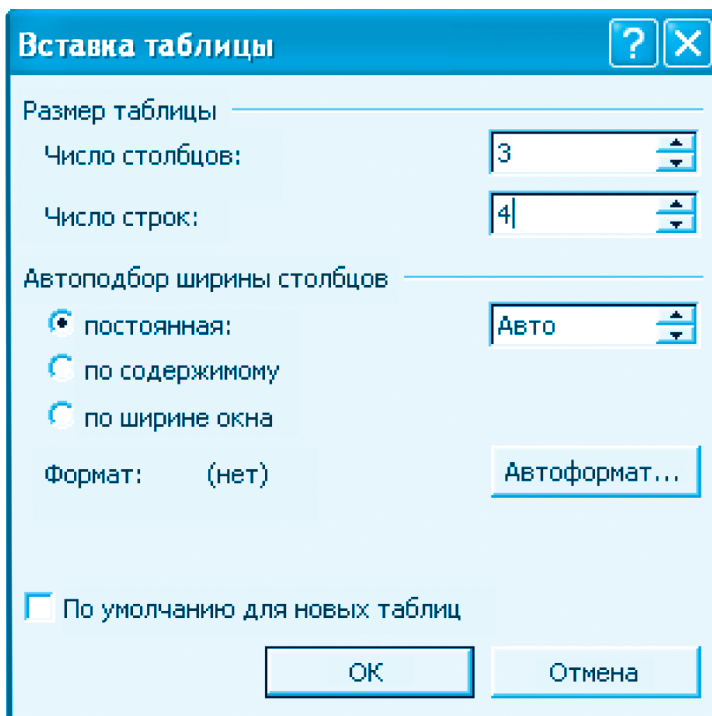 Вставка таблицы
Размер таблицы
Число столбцов: 3
Число строк: 4
Автоподбор ширины столбцов
постоянная: Авто
по содержимому
по ширине окна
Формат: (нет) Автоформат...
По умолчанию для новых таблиц
ОК Отмена